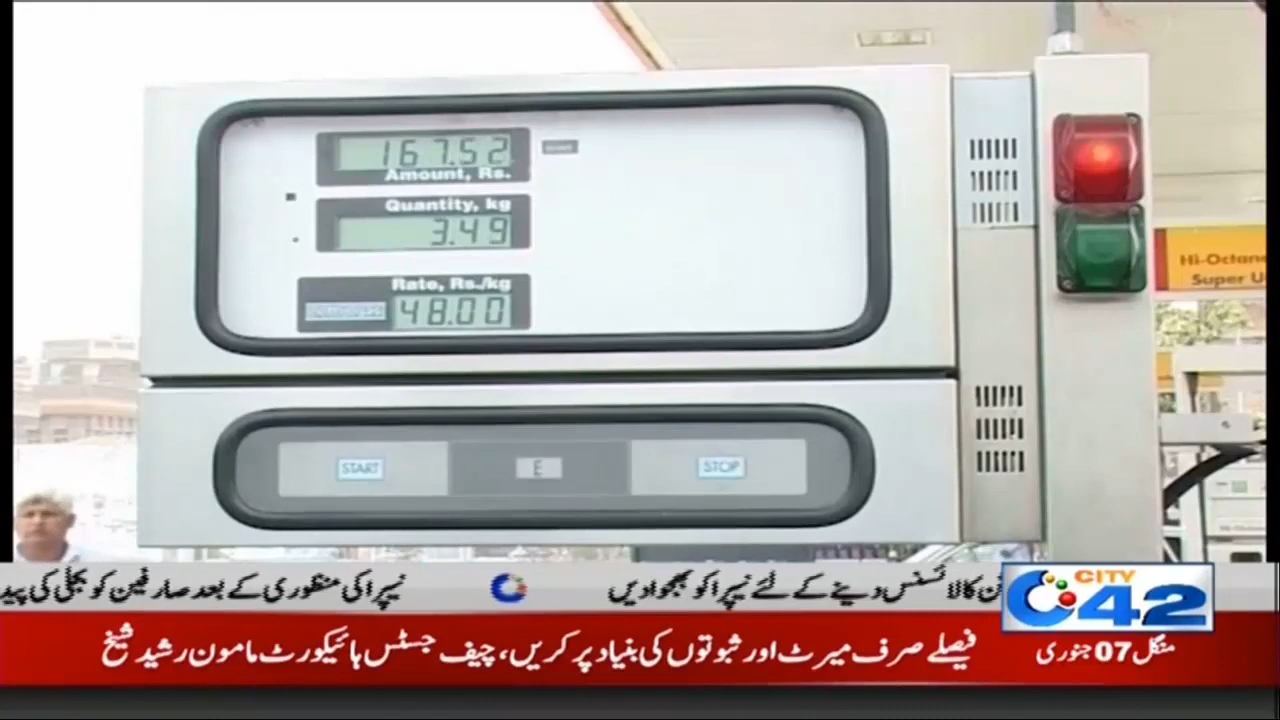 167.52
Amount, Rs.
Quantity, kg
3.49
Rate, Rs./kg
48.00
START
E
STOP
Hi-Octane
Super U
نیپرا کی منظوری کے بعد صارفین کو بجلی کی پید
کا لائسنس دینے کے لئے نیپرا کو بھجوا دیں
CITY
42
فیصلے صرف میرٹ اور ثبوتوں کی بنیاد پر کریں، چیف جسٹس ہائیکورٹ مامون رشید شیخ
منگل 07 جنوری